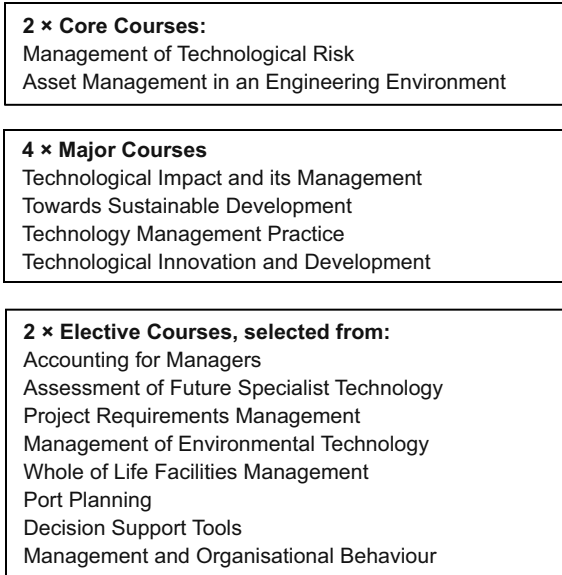 2 × Core Courses:
Management of Technological Risk
Asset Management in an Engineering Environment
4 × Major Courses
Technological Impact and its Management
Towards Sustainable Development
Technology Management Practice
Technological Innovation and Development
2 × Elective Courses, selected from:
Accounting for Managers
Assessment of Future Specialist Technology
Project Requirements Management
Management of Environmental Technology
Whole of Life Facilities Management
Port Planning
Decision Support Tools
Management and Organisational Behaviour